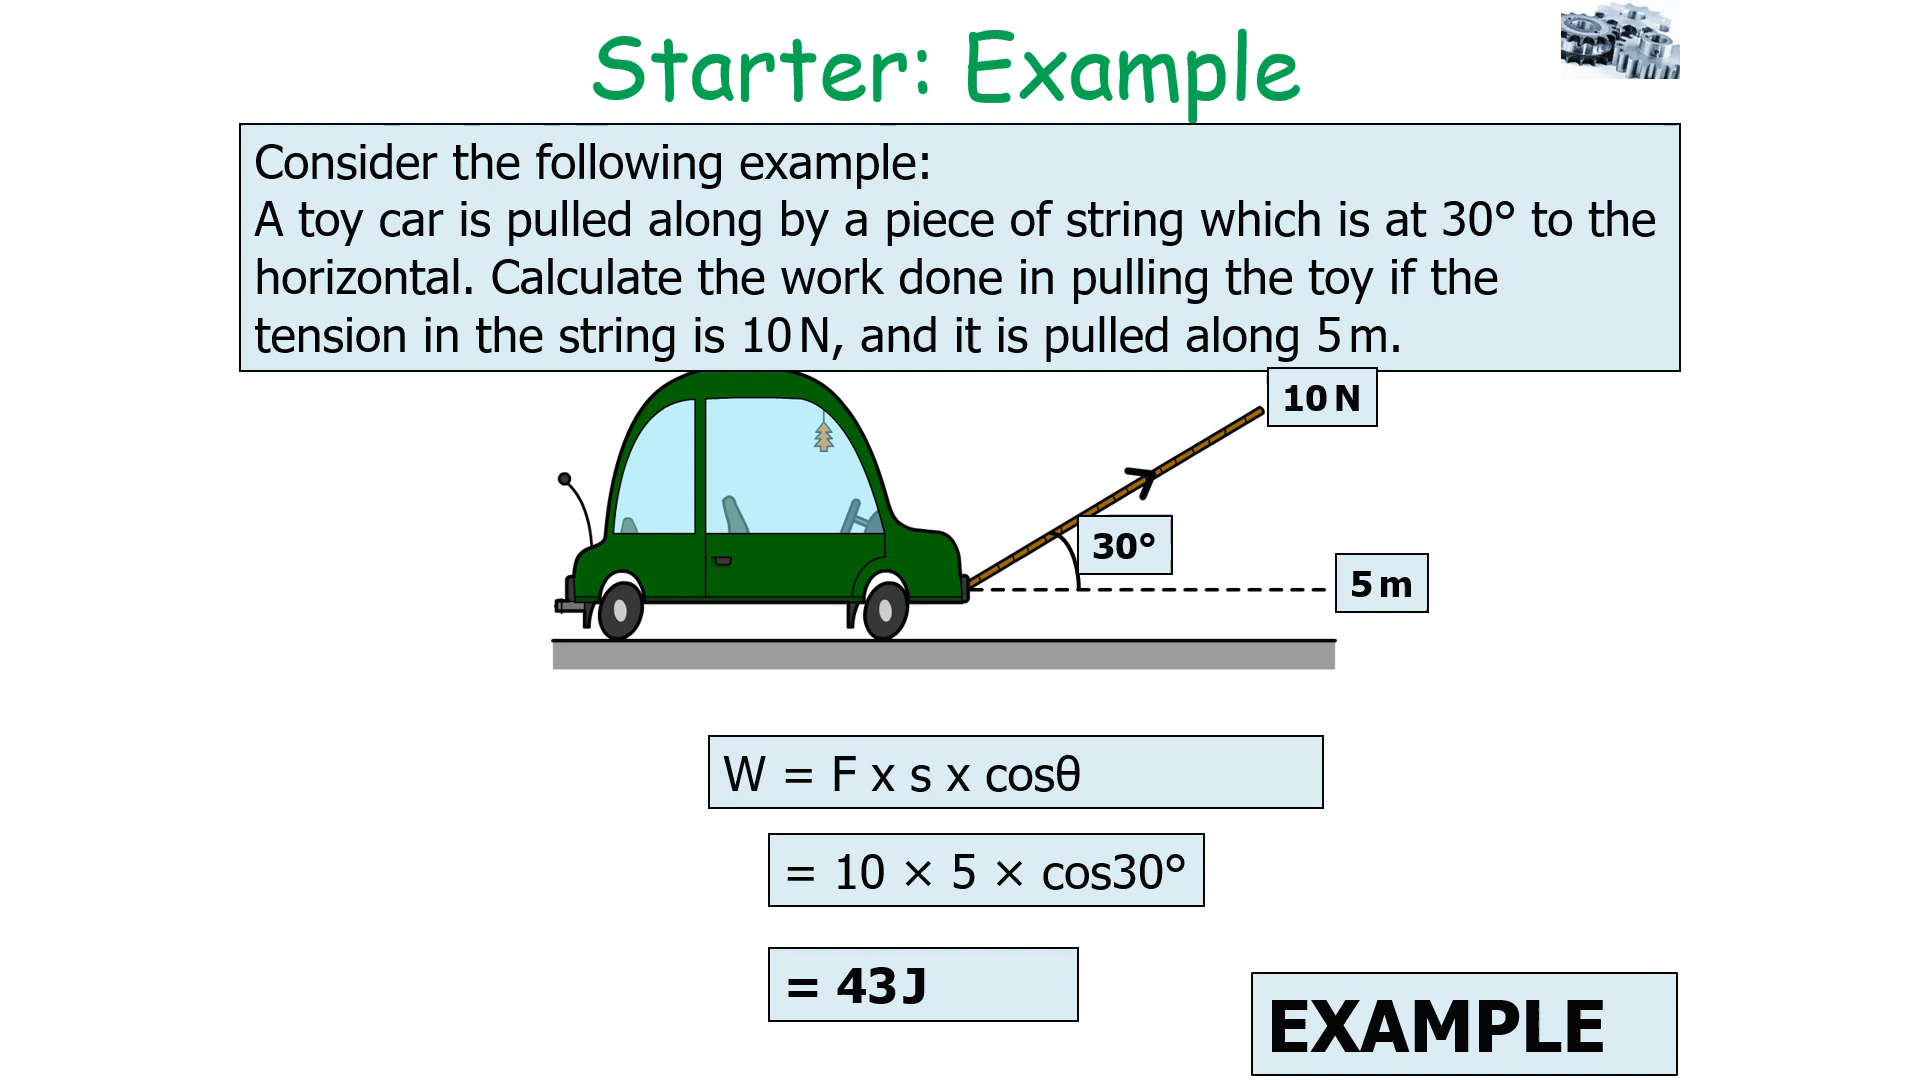 Starter: Example
Consider the following example:
A toy car is pulled along by a piece of string which is at 30° to the
horizontal. Calculate the work done in pulling the toy if the
tension in the string is 10 N, and it is pulled along 5 m.
10 N
30°
5 m
W = F x s x cosθ
= 10 × 5 × cos30°
= 43 J
EXAMPLE